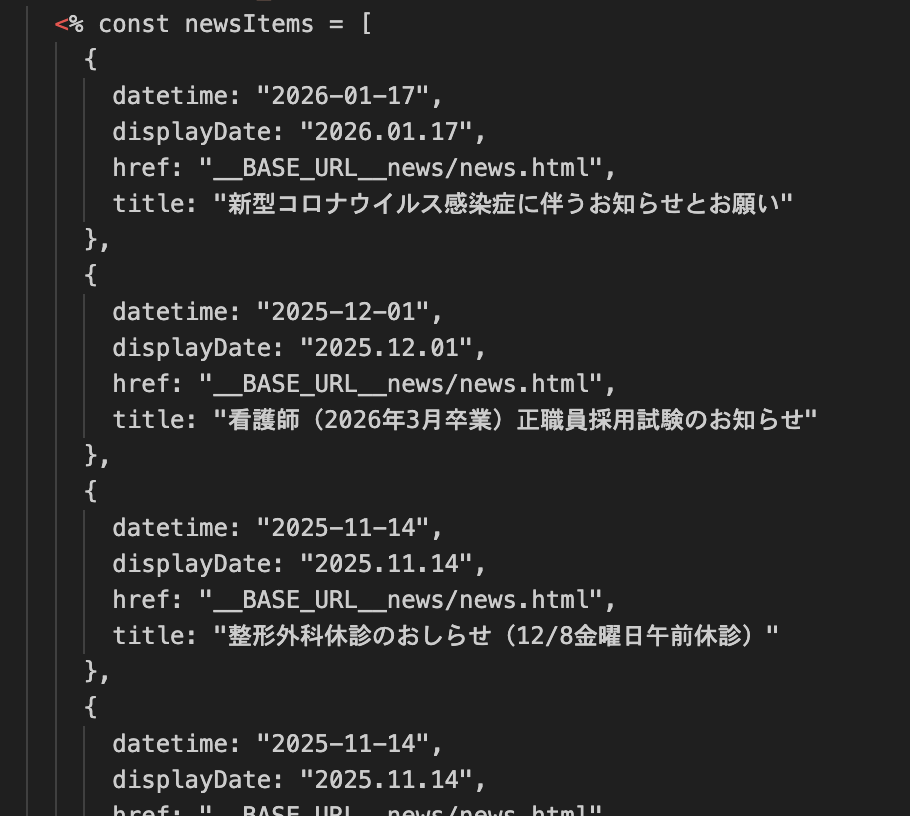 <% const newsItems = [
{
datetime: "2026-01-17",
displayDate: "2026.01.17",
href: "__BASE_URL__news/news.html",
title: "新型コロナウイルス感染症に伴うお知らせとお願い"
},
{
datetime: "2025-12-01",
displayDate: "2025.12.01",
href: "__BASE_URL__news/news.html",
title: "看護師（2026年3月卒業）正職員採用試験のお知らせ"
},
{
datetime: "2025-11-14",
displayDate: "2025.11.14",
href: "__BASE_URL__news/news.html",
title: "整形外科休診のおしらせ（12/8金曜日午前休診）"
},
{
datetime: "2025-11-14",
displayDate: "2025.11.14",
href: "__BASE_URL__news/news.html"